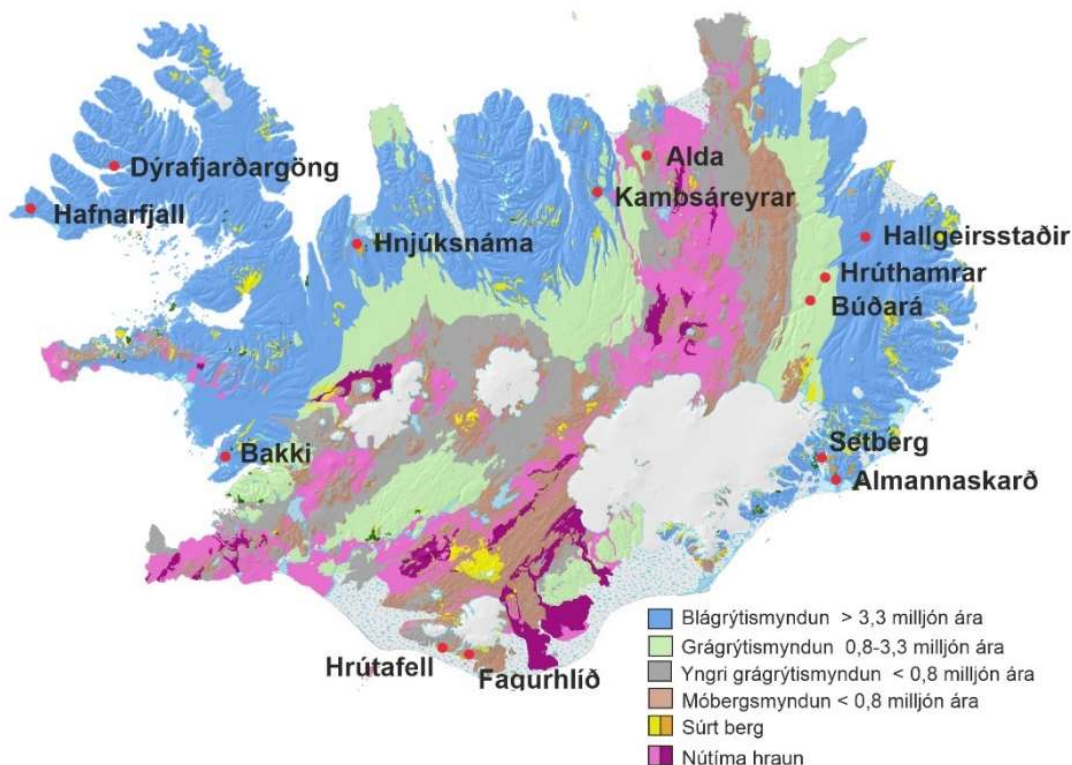 Dýrafjarðargöng
Alda
Kambsáreyrar
Hafnarfjall
Hnjúksnáma
Hallgeirsstaðir
Hrúthamrar
Búðará
Bakki
Setberg
Almannaskarð
Hrútafell
Fagurhlíð
Blágrýtismyndun > 3,3 milljón ára
Grágrýtismyndun 0,8-3,3 milljón ára
Yngri grágrýtismyndun < 0,8 milljón ára
Móbergsmyndun < 0,8 milljón ára
Súrt berg
Nútíma hraun